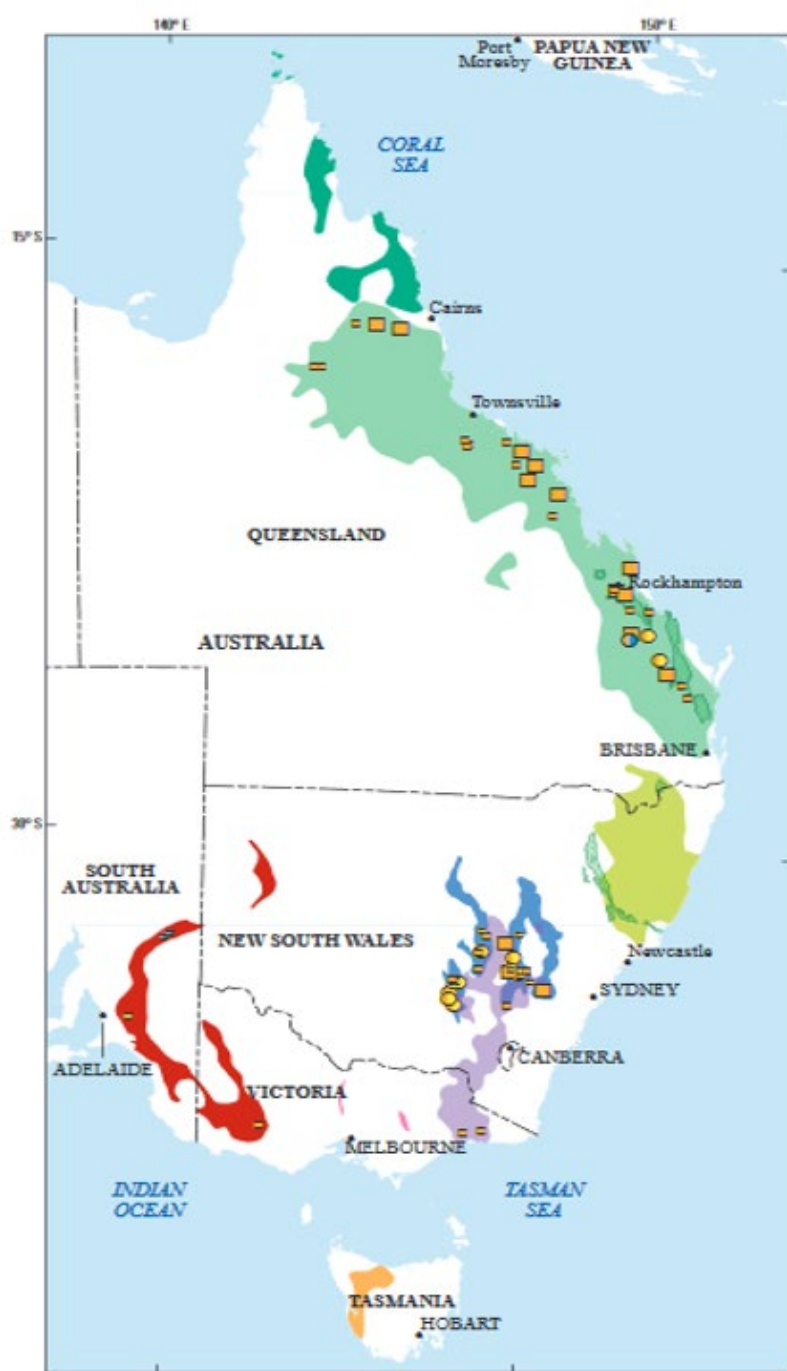 140° E
150° E
Port
Moresby
PAPUA NEW
GUINEA
CORAL
SEA
15° S
Cairns
Townsville
QUEENSLAND
Rockhampton
AUSTRALIA
BRISBANE
30° S
SOUTH
AUSTRALIA
NEW SOUTH WALES
Newcastle
SYDNEY
ADELAIDE
CANBERRA
VICTORIA
MELBOURNE
INDIAN
OCEAN
TASMAN
SEA
TASMANIA
HOBART